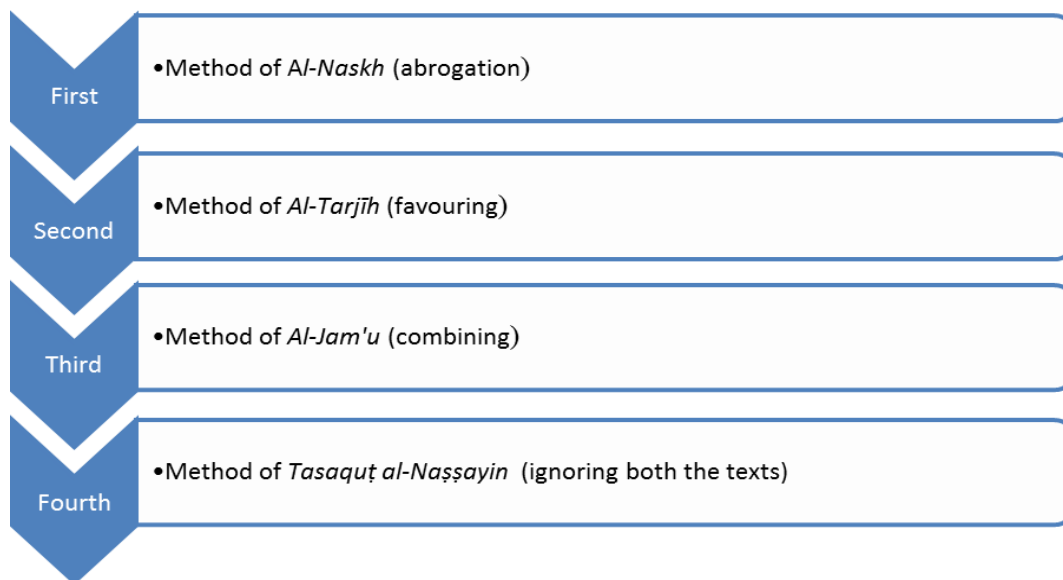 First
•Method of Al-Naskh (abrogation)
Second
•Method of Al-Tarjīh (favouring)
Third
•Method of Al-Jam'u (combining)
Fourth
•Method of Tasaquṭ al-Naṣṣayin (ignoring both the texts)